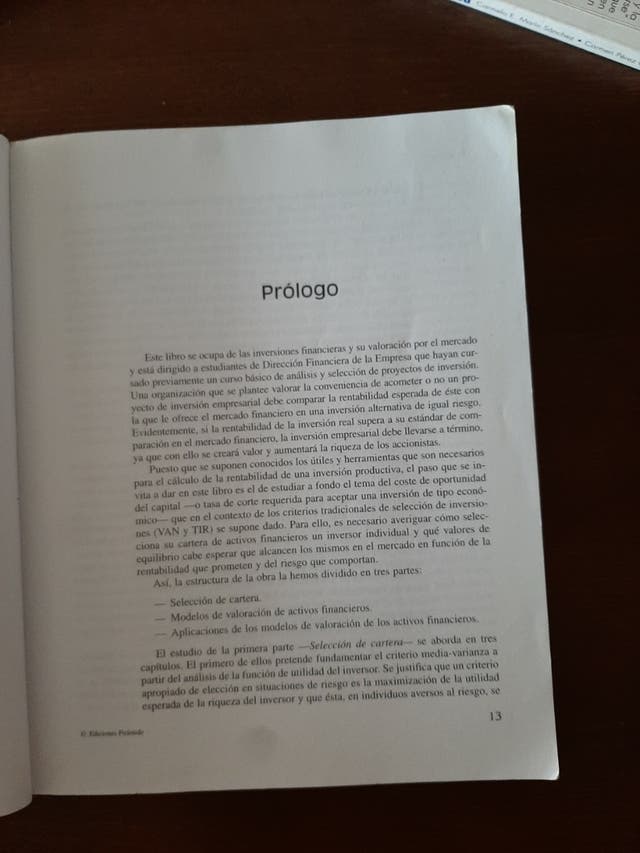 Carmelo E. Martín Sánchez • Carmen Pérez
Prólogo
Este libro se ocupa de las inversiones financieras y su valoración por el mercado
y está dirigido a estudiantes de Dirección Financiera de la Empresa que hayan cur-
sado previamente un curso básico de análisis y selección de proyectos de inversión.
Una organización que se plantee valorar la conveniencia de acometer o no un pro-
yecto de inversión empresarial debe comparar la rentabilidad esperada de éste con
la que le ofrece el mercado financiero en una inversión alternativa de igual riesgo.
Evidentemente, si la rentabilidad de la inversión real supera a su estándar de com-
paración en el mercado financiero, la inversión empresarial debe llevarse a término,
ya que con ello se creará valor y aumentará la riqueza de los accionistas.
Puesto que se suponen conocidos los útiles y herramientas que son necesarios
para el cálculo de la rentabilidad de una inversión productiva, el paso que se in-
vita a dar en este libro es el de estudiar a fondo el tema del coste de oportunidad
del capital —o tasa de corte requerida para aceptar una inversión de tipo econó-
mico— que en el contexto de los criterios tradicionales de selección de inversio-
nes (VAN y TIR) se supone dado. Para ello, es necesario averiguar cómo selec-
ciona su cartera de activos financieros un inversor individual y qué valores de
equilibrio cabe esperar que alcancen los mismos en el mercado en función de la
rentabilidad que prometen y del riesgo que comportan.
Así, la estructura de la obra la hemos dividido en tres partes:
— Selección de cartera.
— Modelos de valoración de activos financieros.
— Aplicaciones de los modelos de valoración de los activos financieros.
El estudio de la primera parte —Selección de cartera— se aborda en tres
capítulos. El primero de ellos pretende fundamentar el criterio media-varianza a
partir del análisis de la función de utilidad del inversor. Se justifica que un criterio
apropiado de elección en situaciones de riesgo es la maximización de la utilidad
esperada de la riqueza del inversor y que ésta, en individuos aversos al riesgo, se
© Ediciones Pirámide
13